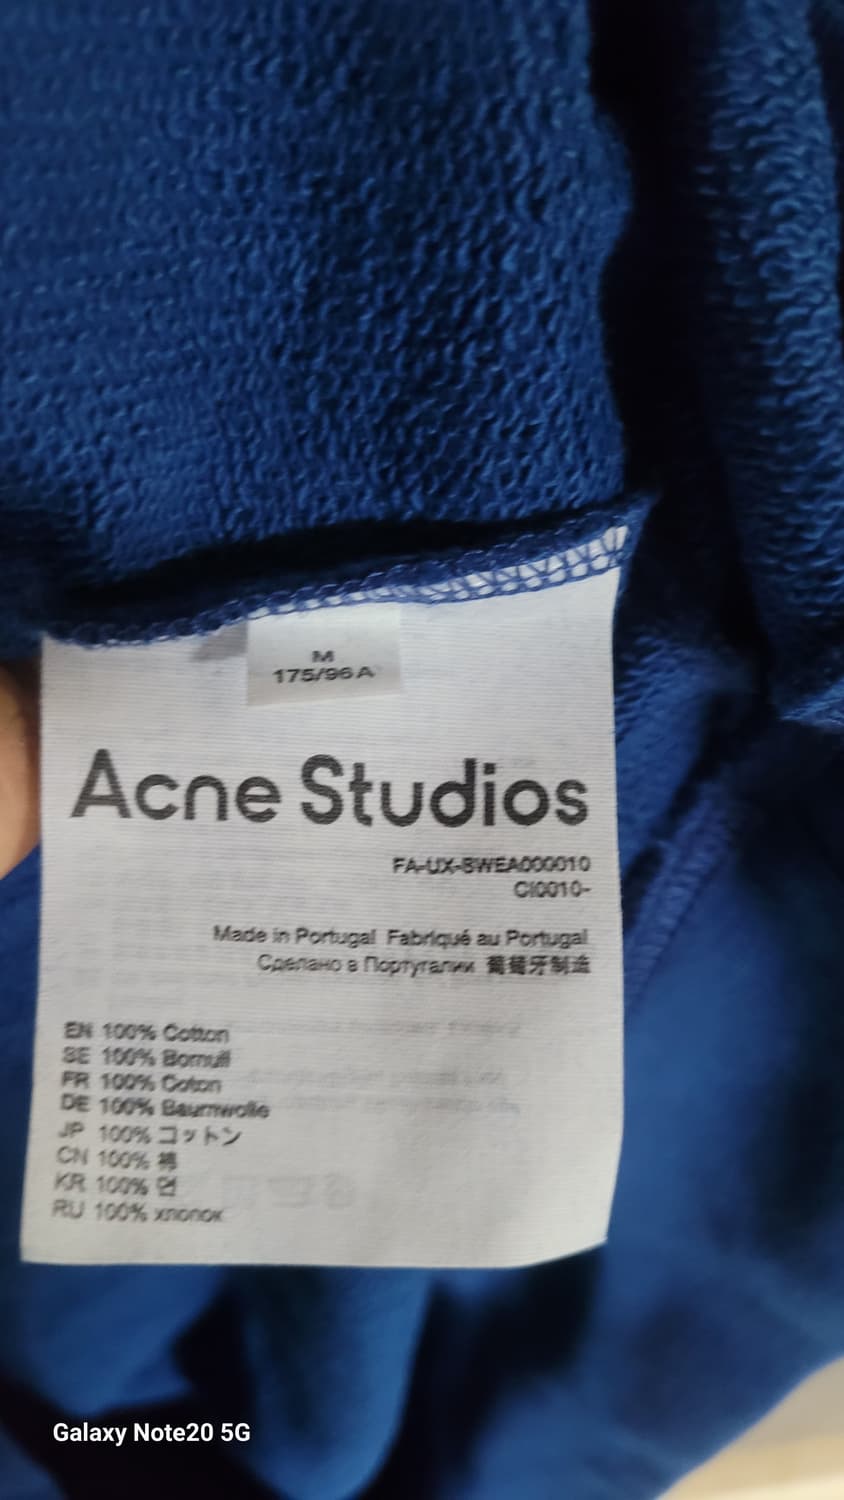 M
175/96 A
Acne Studios
FA-UX-SWEA000010
CI0010-
Made in Portugal Fabriqué au Portugal
Сделано в Португалии 葡萄牙制造
EN 100% Cotton
SE 100% Bomull
FR 100% Coton
DE 100% Baumwolle
JP 100% コットン
CN 100% 棉
KR 100% 면
RU 100% хлопок
Galaxy Note20 5G